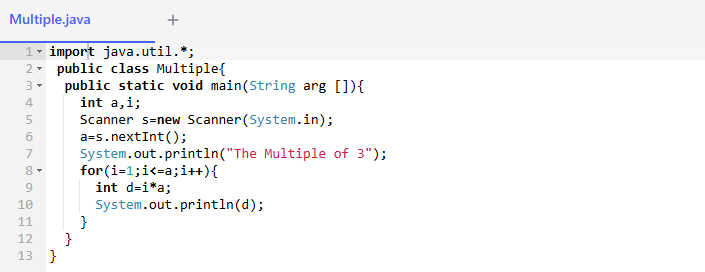 Multiple.java +
1 import java.util.*;
2 public class Multiple{
3 public static void main(String arg []){
4 int a,i;
5 Scanner s=new Scanner(System.in);
6 a=s.nextInt();
7 System.out.println("The Multiple of 3");
8 for(i=1;i<=a;i++){
9 int d=i*a;
10 System.out.println(d);
11 }
12 }
13 }